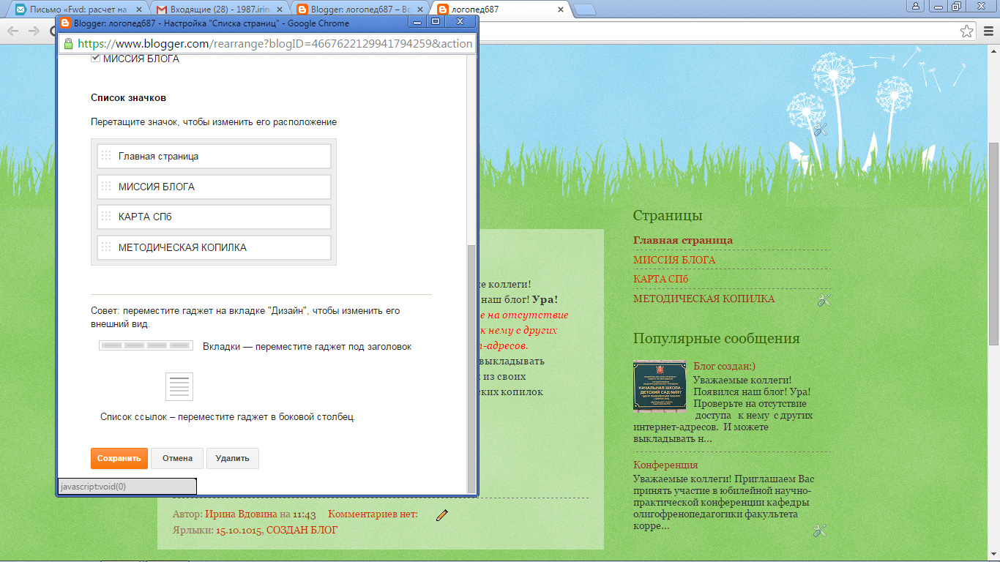 Письмо «Fwd: расчет на
Входящие (28) - 1987.irin
Blogger: логопед687 – Вс
логопед687
Blogger: логопед687 - Настройка "Списка страниц" - Google Chrome
https://www.blogger.com/rearrange?blogID=4667622129941794259&action
МИССИЯ БЛОГА
Список значков
Перетащите значок, чтобы изменить его расположение
Главная страница
МИССИЯ БЛОГА
КАРТА СПб
МЕТОДИЧЕСКАЯ КОПИЛКА
Совет: переместите гаджет на вкладке "Дизайн", чтобы изменить его
внешний вид.
Вкладки — переместите гаджет под заголовок
Список ссылок – переместите гаджет в боковой столбец.
Сохранить
Отмена
Удалить
javascript:void(0)
коллеги!
наш блог! Ура!
на отсутствие
к нему с других
выкладывать
из своих
копилок
Автор: Ирина Вдовина на 11:43 Комментариев нет:
Ярлыки: 15.10.1015, СОЗДАН БЛОГ
Страницы
Главная страница
МИССИЯ БЛОГА
КАРТА СПб
МЕТОДИЧЕСКАЯ КОПИЛКА
Популярные сообщения
НАЧАЛЬНАЯ ШКОЛА -
ДЕТСКИЙ САД №687
Блог создан:)
Уважаемые коллеги!
Появился наш блог! Ура!
Проверьте на отсутствие
доступа к нему с других
интернет-адресов. И можете
выкладывать н...
Конференция
Уважаемые коллеги! Приглашаем Вас
принять участие в юбилейной научно-
практической конференции кафедры
олигофренопедагогики факультета
корре...